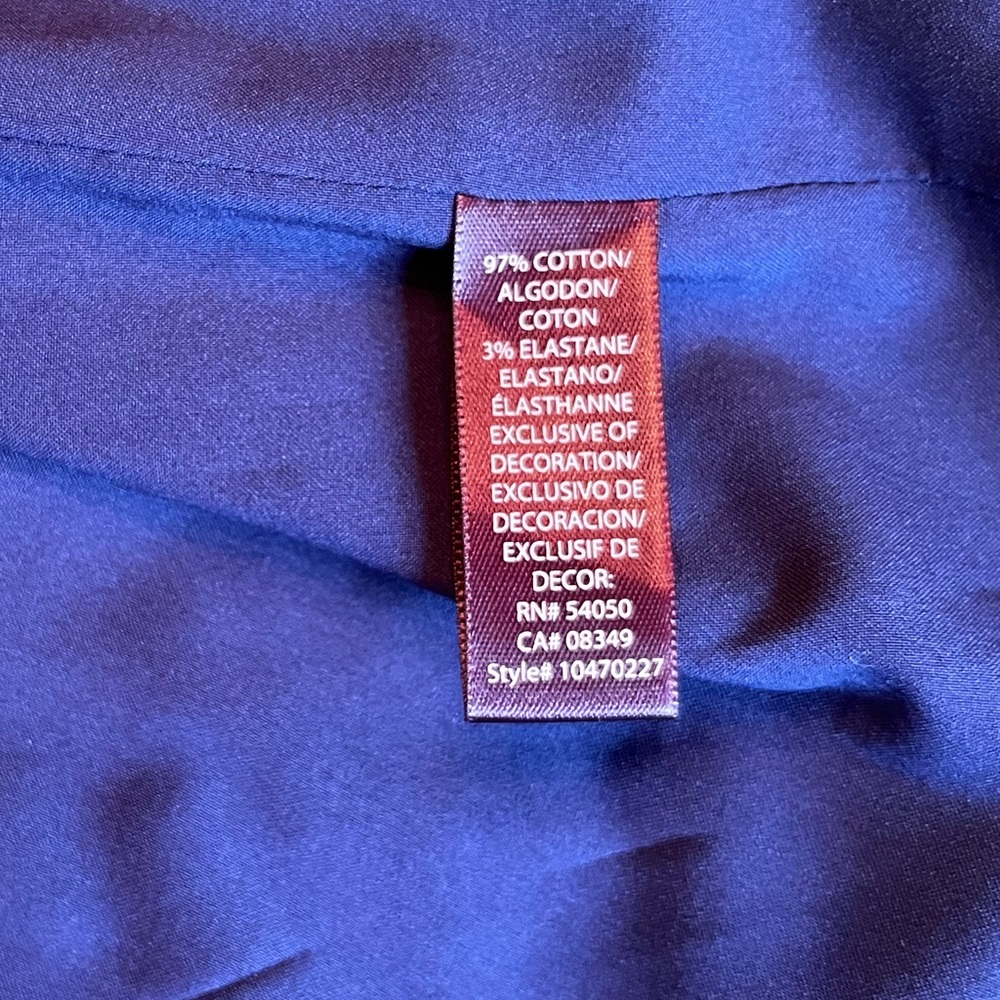 97% COTTON/
ALGODON/
COTON
3% ELASTANE/
ELASTANO/
ÉLASTHANNE
EXCLUSIVE OF
DECORATION/
EXCLUSIVO DE
DECORACION/
EXCLUSIF DE
DECOR:
RN# 54050
CA# 08349
Style# 10470227